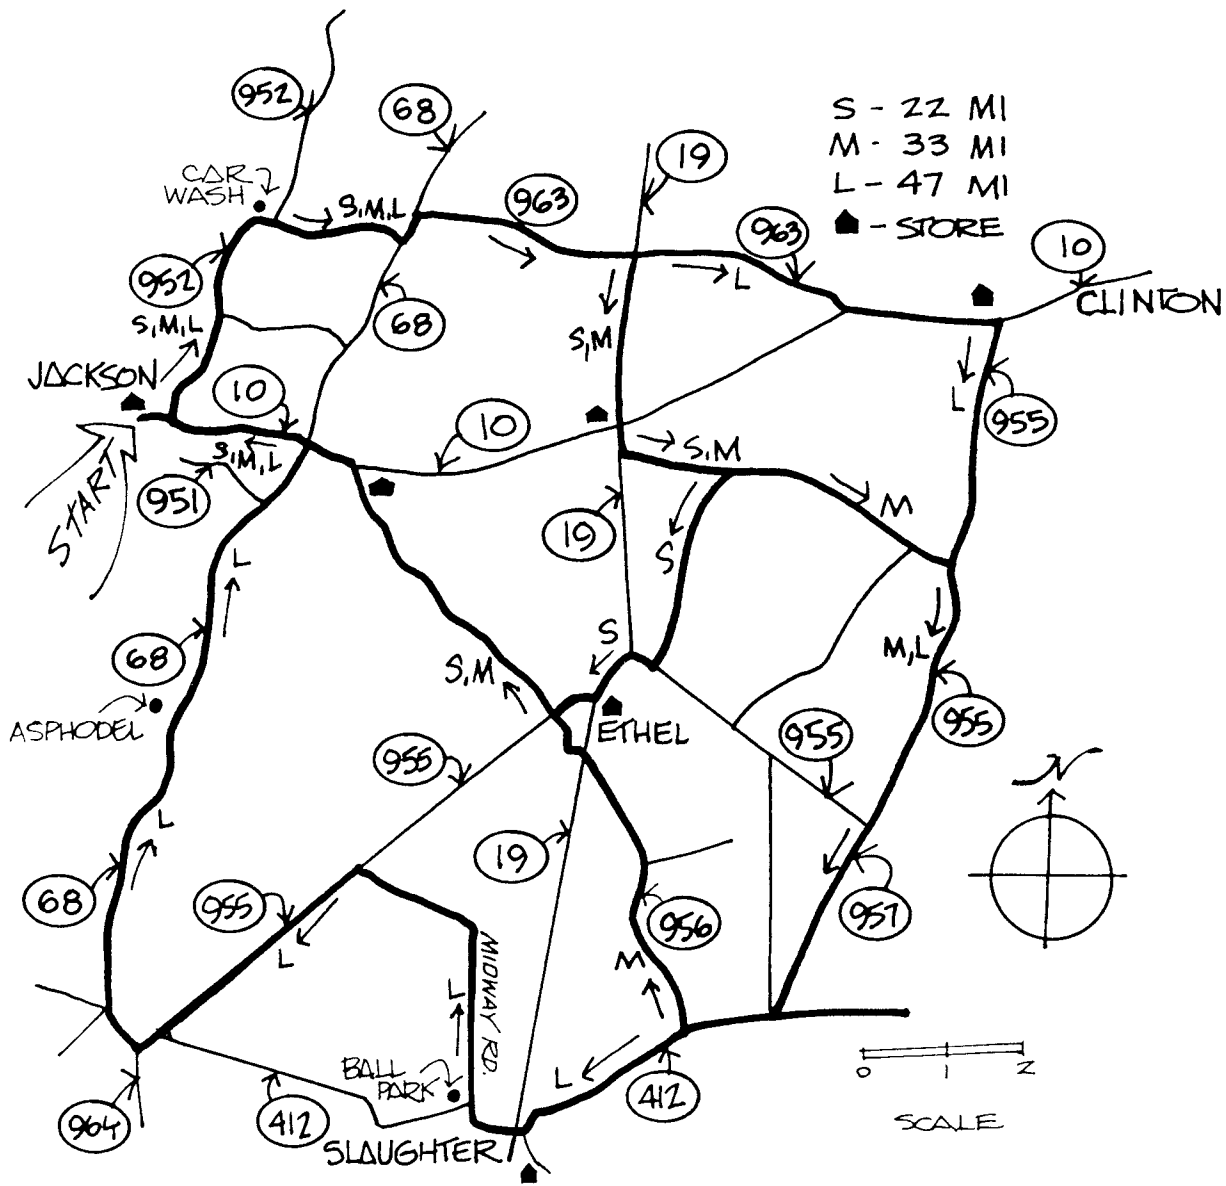 952
68
19
S - 22 MI
M - 33 MI
L - 47 MI
- STORE
CAR
WASH
S,M,L
963
963
10
CLINTON
952
68
L
S,M
S,M,L
JACKSON
10
10
L
955
S,M
S,M,L
START
951
19
M
L
S
68
S
S,M
M,L
955
ASPHODEL
ETHEL
955
955
N
L
19
68
955
957
956
L
M
L
MIDWAY RD.
BALL
PARK
L
0 1 2
SCALE
964
412
412
SLAUGHTER